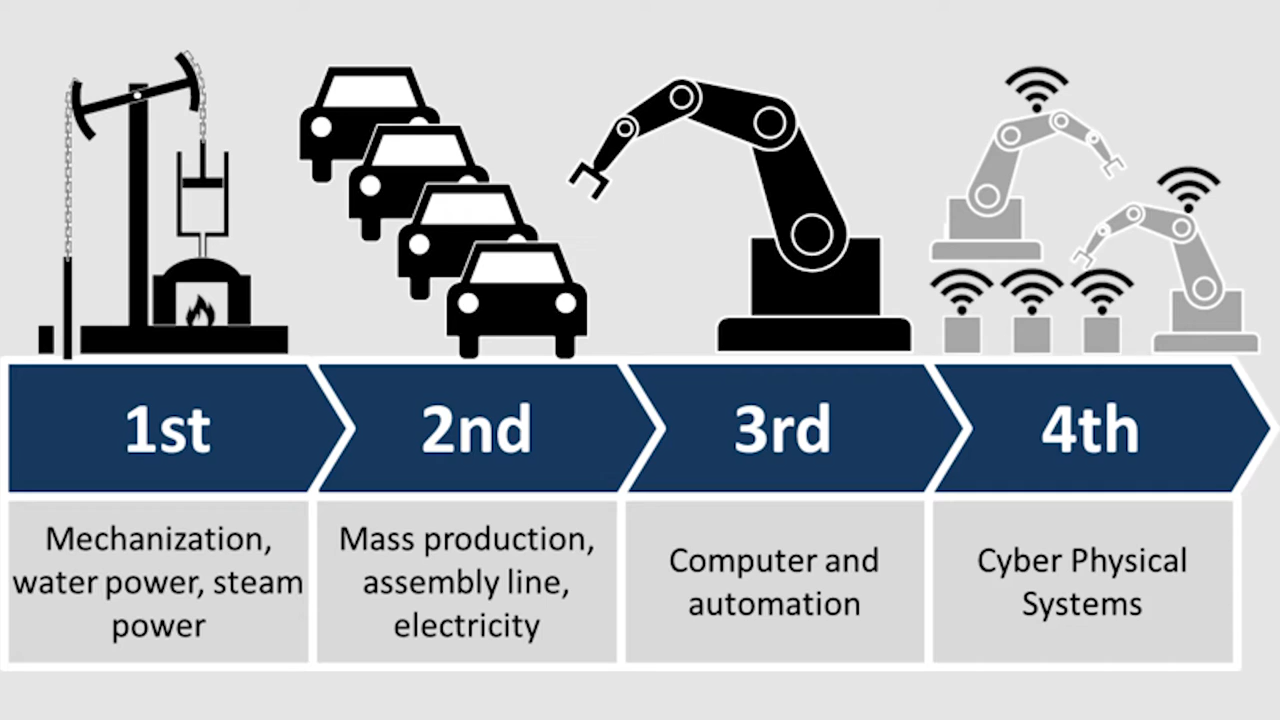 1st
2nd
3rd
4th
Mechanization,
water power, steam
power
Mass production,
assembly line,
electricity
Computer and
automation
Cyber Physical
Systems